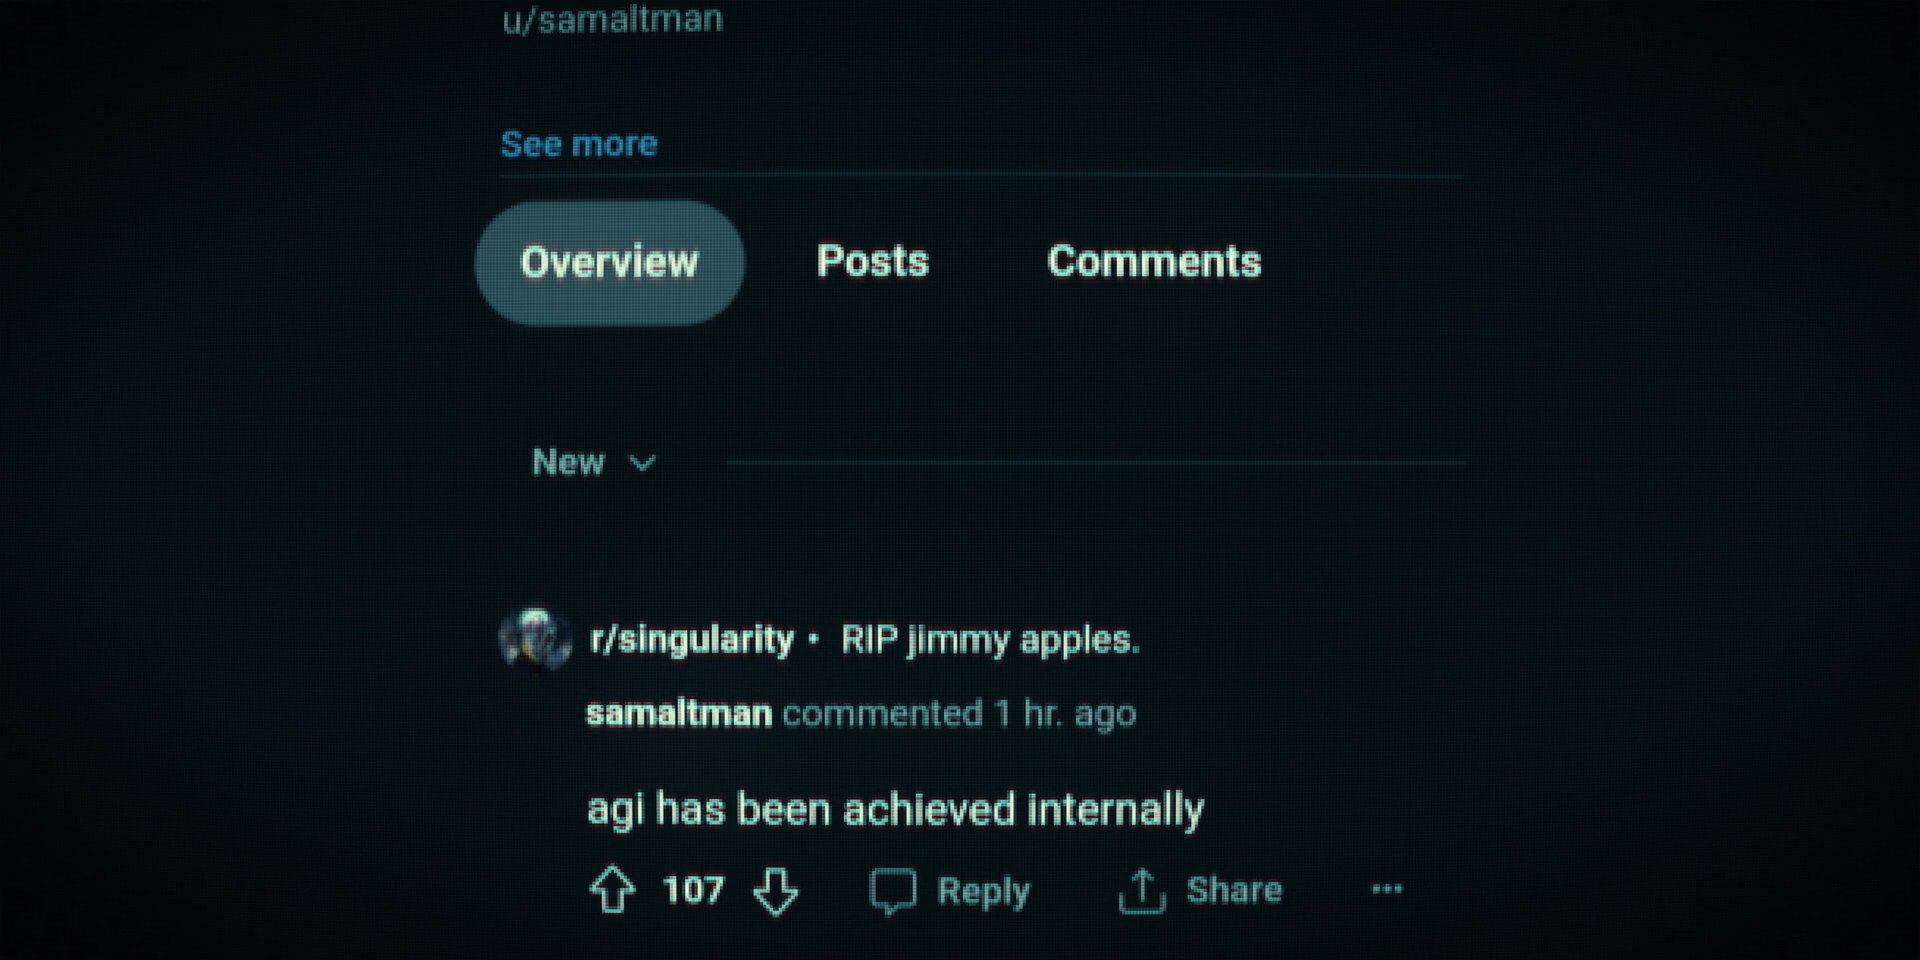 u/samaltman
See more
Overview Posts Comments
New
r/singularity • RIP jimmy apples.
samaltman commented 1 hr. ago
agi has been achieved internally
107 Reply Share ...